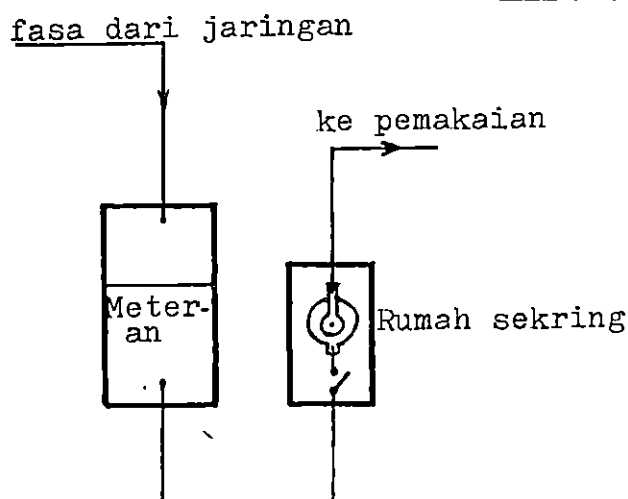 fasa dari jaringan
ke pemakaian
Meter-
an
Rumah sekring